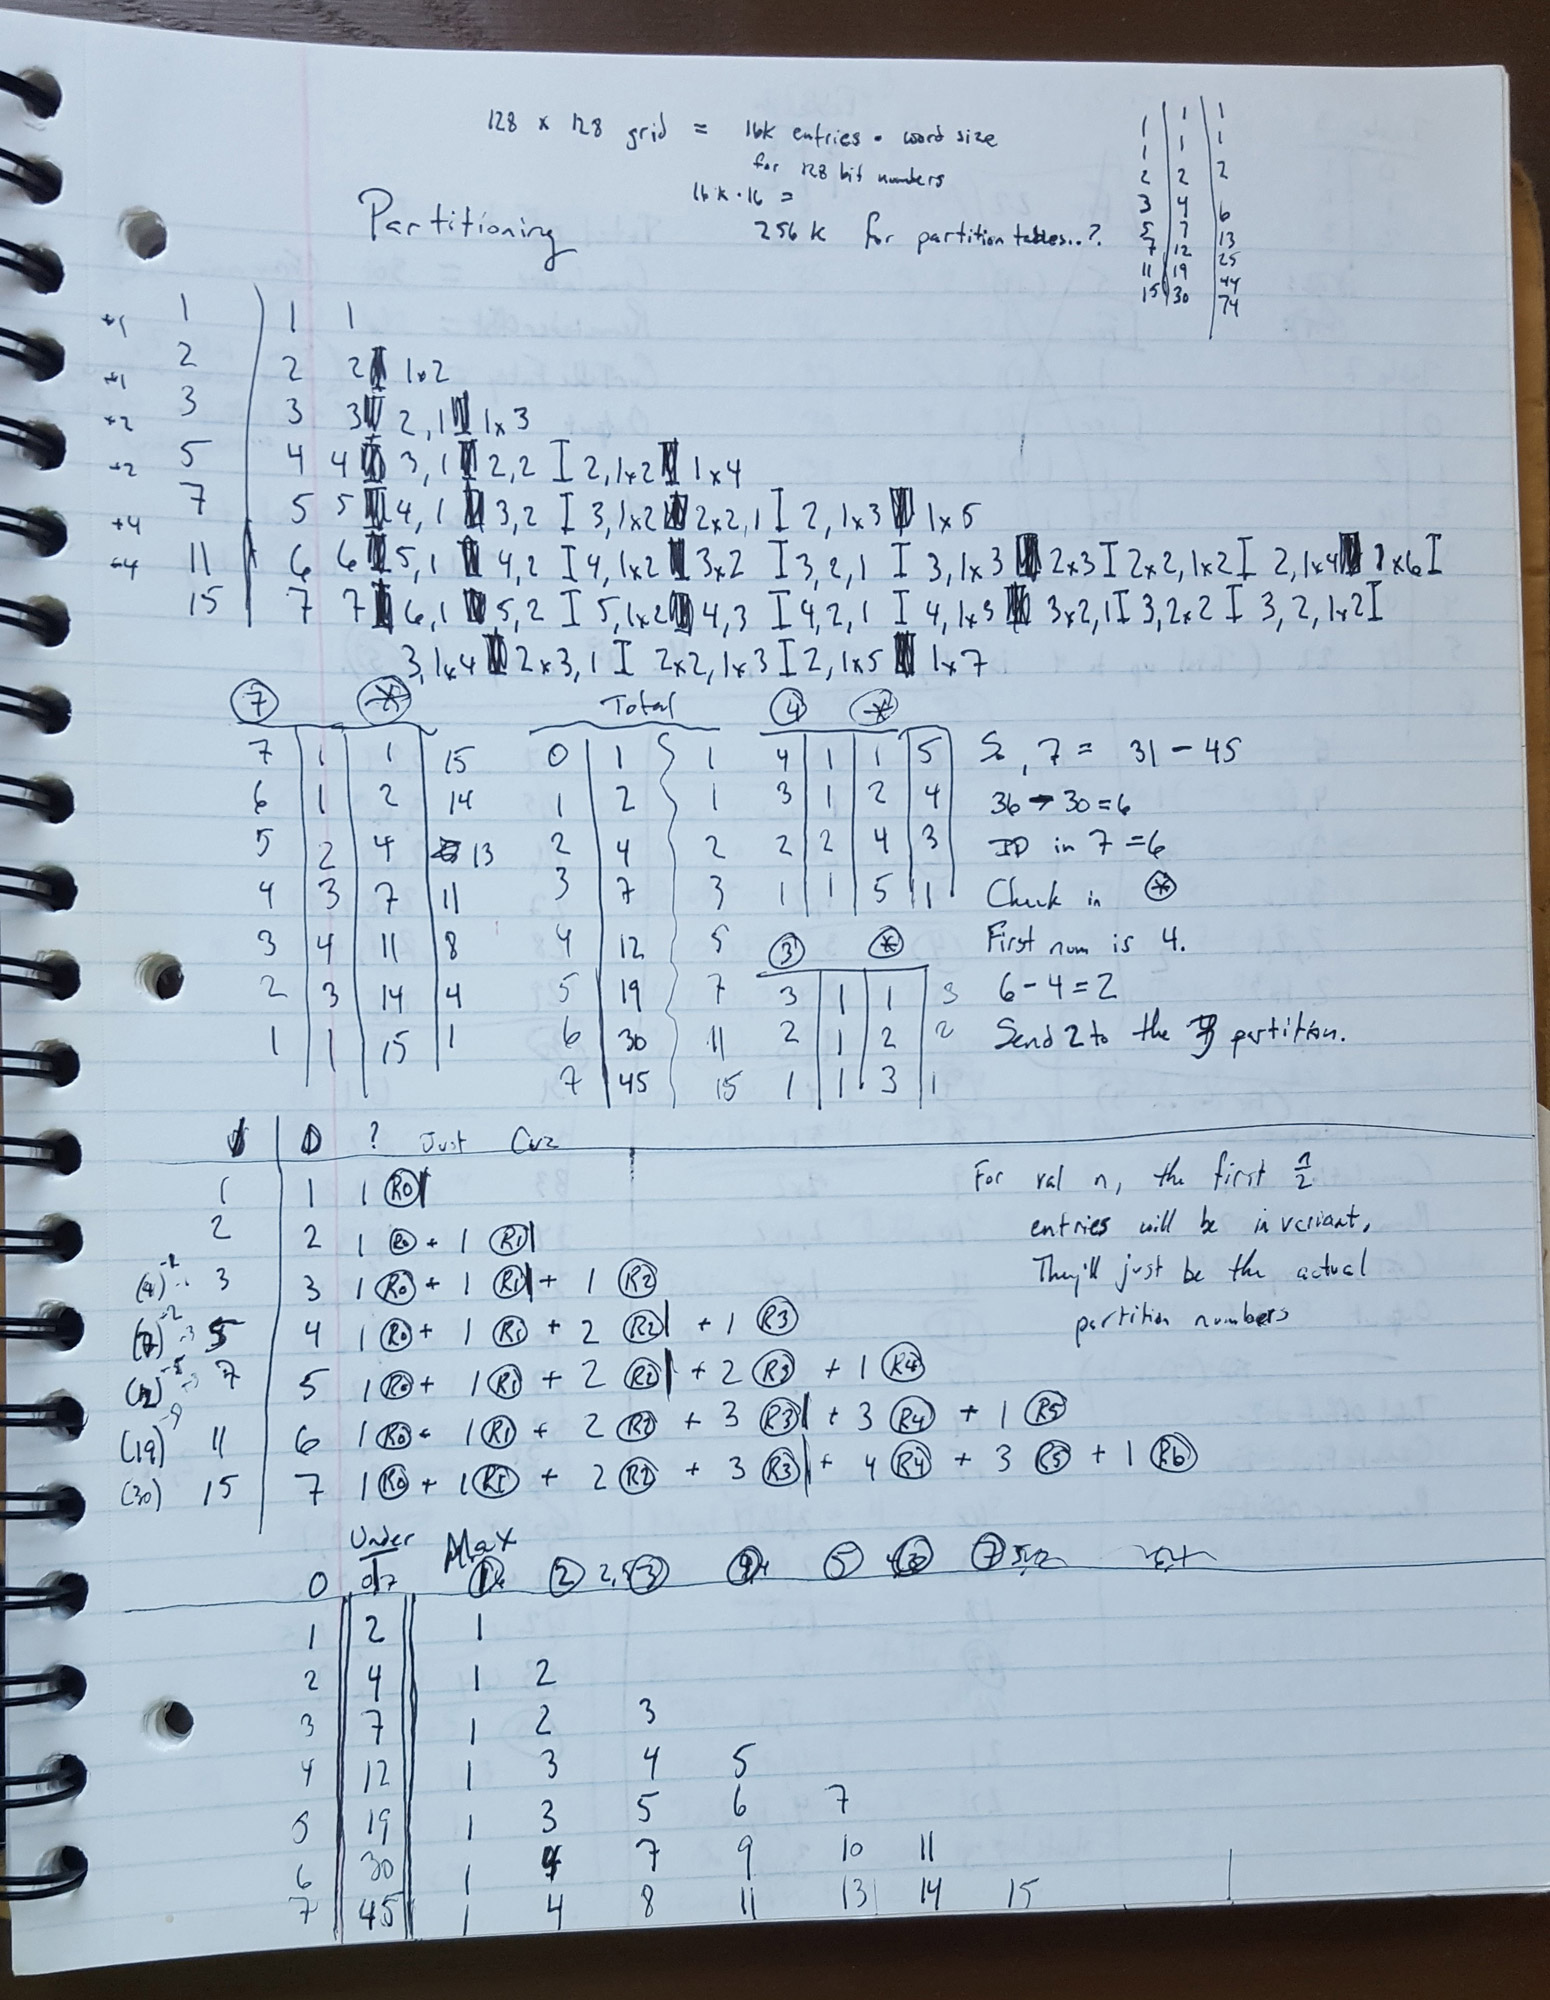 128 x 128 grid = 16k entries • word size
for 128 bit numbers
16k • 16 =
256k for partition tables..?
Partitioning
1 1 1
1 1 1
2 2 2
3 4 6
5 7 13
7 12 25
11 19 44
15 30 74
+1 1 1 1
+1 2 2 2 I 1x2
+2 3 3 3 I 2,1 I 1x3
+2 5 4 4 I 3,1 I 2,2 I 2,1x2 I 1x4
+4 7 5 5 I 4,1 I 3,2 I 3,1x2 I 2x2,1 I 2,1x3 I 1x5
+4 11 6 6 I 5,1 I 4,2 I 4,1x2 I 3x2 I 3,2,1 I 3,1x3 I 2x3 I 2x2,1x2 I 2,1x4 I 1x6 I
15 7 7 I 6,1 I 5,2 I 5,1x2 I 4,3 I 4,2,1 I 4,1x3 I 3x2,1 I 3,2x2 I 3,2,1x2 I
3,1x4 I 2x3,1 I 2x2,1x3 I 2,1x5 I 1x7
7 *
7 1 1 15
6 1 2 14
5 2 4 13
4 3 7 11
3 4 11 8
2 3 14 4
1 1 15 1
Total
0 1 1
1 2 1
2 4 2
3 7 3
4 12 5
5 19 7
6 30 11
7 45 15
4 *
4 1 1 5
3 1 2 4
2 2 4 3
1 1 5 1
3 *
3 1 1 3
2 1 2 2
1 1 3 1
So, 7 = 31 - 45
36 - 30 = 6
ID in 7 = 6
Check in *
First num is 4.
6 - 4 = 2
Send 2 to the 3 partition.
? Just Cuz
1 1 1 R0|
2 2 1 R0 + 1 R1|
(4) -1 3 3 1 R0 + 1 R1| + 1 R2
(7) -2 5 4 1 R0 + 1 R1 + 2 R2| + 1 R3
(12) -5 7 5 1 R0 + 1 R1 + 2 R2| + 2 R3 + 1 R4
(19) -9 11 6 1 R0 + 1 R1 + 2 R2 + 3 R3| + 3 R4 + 1 R5
(30) 15 7 1 R0 + 1 R1 + 2 R2 + 3 R3| + 4 R4 + 3 R5 + 1 R6
For val n, the first n/2
entries will be invariant.
They'll just be the actual
partition numbers
Under Max
0 1 2 3 4 5 6 7
1 2 1
2 4 1 2
3 7 1 2 3
4 12 1 3 4 5
5 19 1 3 5 6 7
6 30 1 4 7 9 10 11
7 45 1 4 8 11 13 14 15